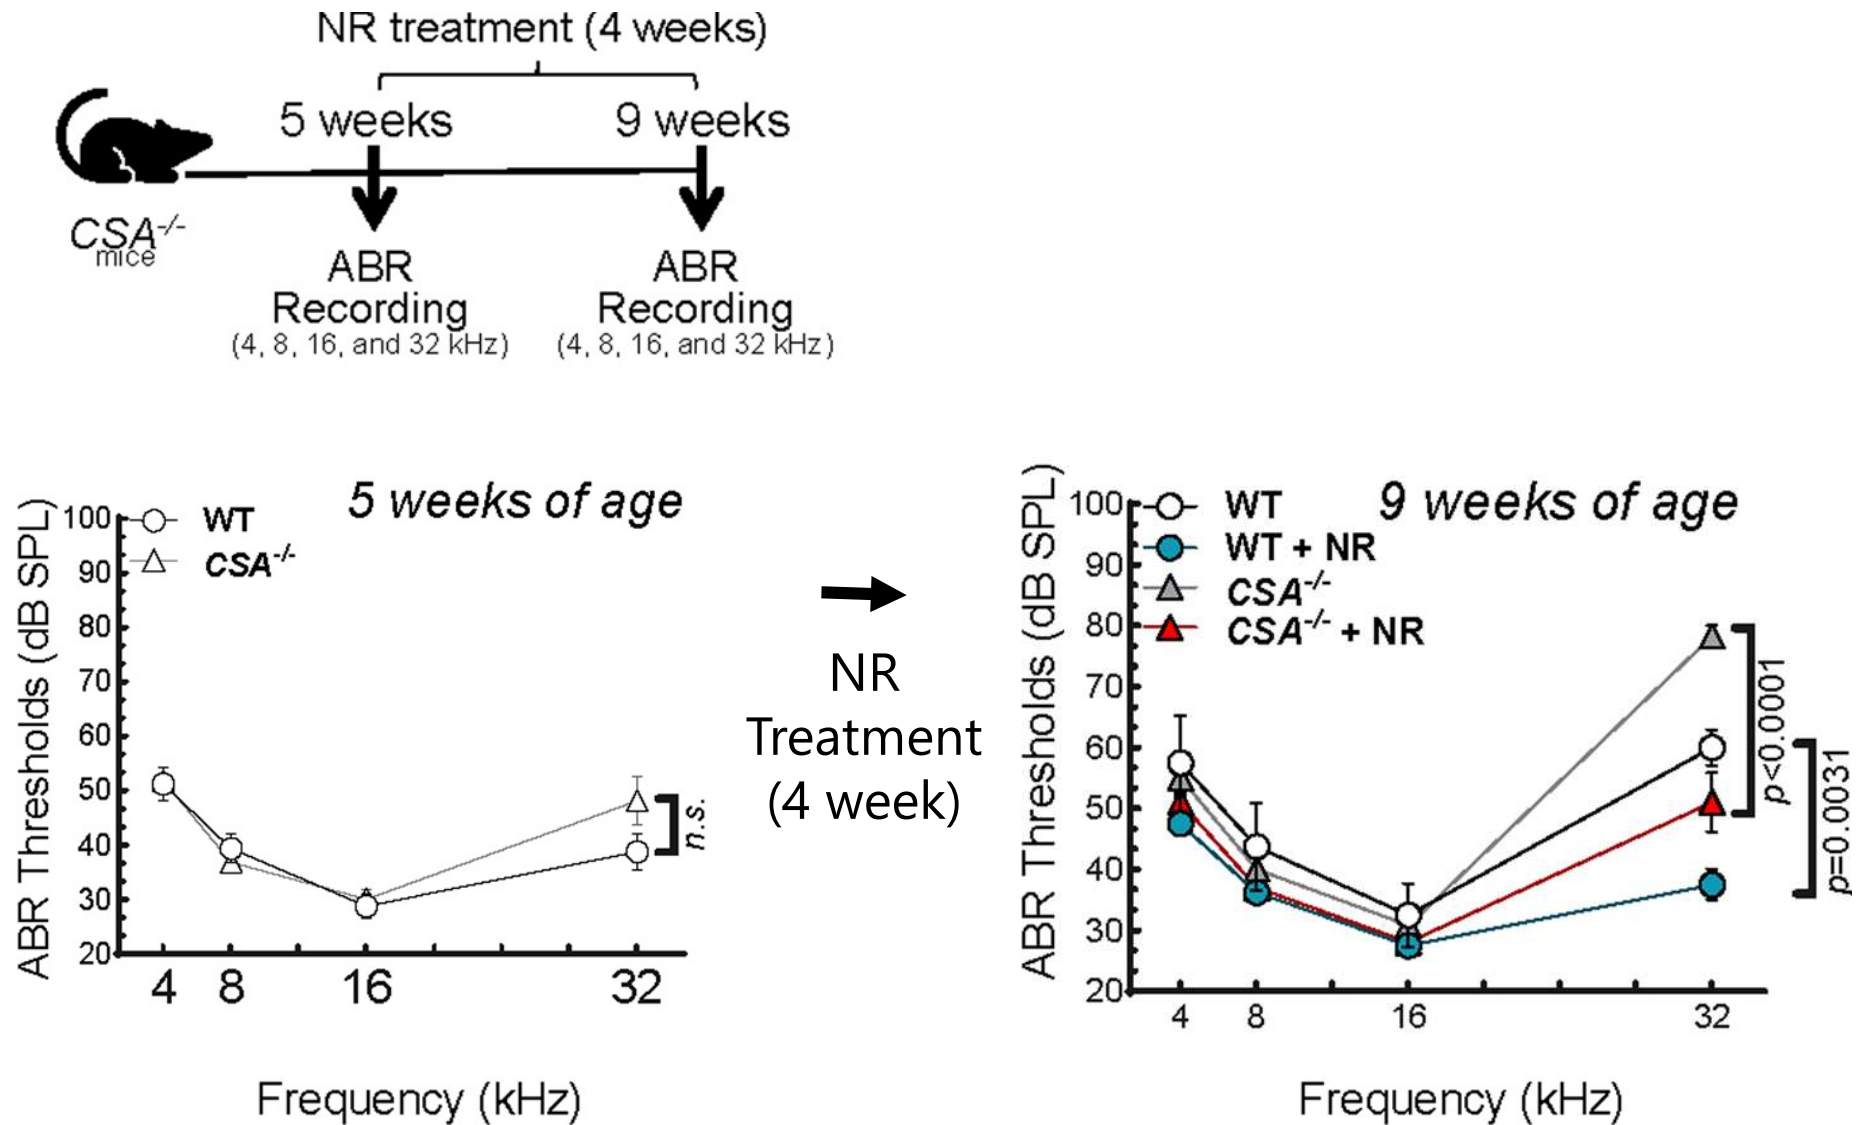 NR treatment (4 weeks)
5 weeks
9 weeks
CSA-/-
mice
ABR
Recording
(4, 8, 16, and 32 kHz)
ABR
Recording
(4, 8, 16, and 32 kHz)
5 weeks of age
WT
CSA-/-
ABR Thresholds (dB SPL)
100
90
80
70
60
50
40
30
20
n.s.
4 8 16 32
Frequency (kHz)
NR
Treatment
(4 week)
9 weeks of age
WT
WT + NR
CSA-/-
CSA-/- + NR
ABR Thresholds (dB SPL)
100
90
80
70
60
50
40
30
20
p<0.0001
p=0.0031
4 8 16 32
Frequency (kHz)